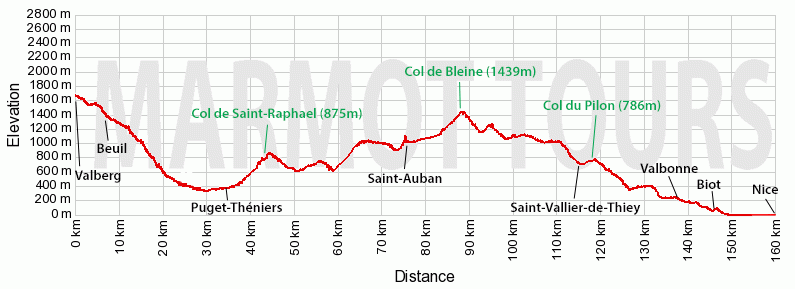 MARMOT TOURS
2800 m
2600 m
2400 m
2200 m
2000 m
1800 m
1600 m
1400 m
1200 m
1000 m
800 m
600 m
400 m
200 m
0 m
Elevation
Col de Bleine (1439m)
Col de Saint-Raphael (875m)
Col du Pilon (786m)
Beuil
Valberg
Saint-Auban
Valbonne
Biot
Nice
Puget-Théniers
Saint-Vallier-de-Thiey
0 km
10 km
20 km
30 km
40 km
50 km
60 km
70 km
80 km
90 km
100 km
110 km
120 km
130 km
140 km
150 km
160 km
Distance